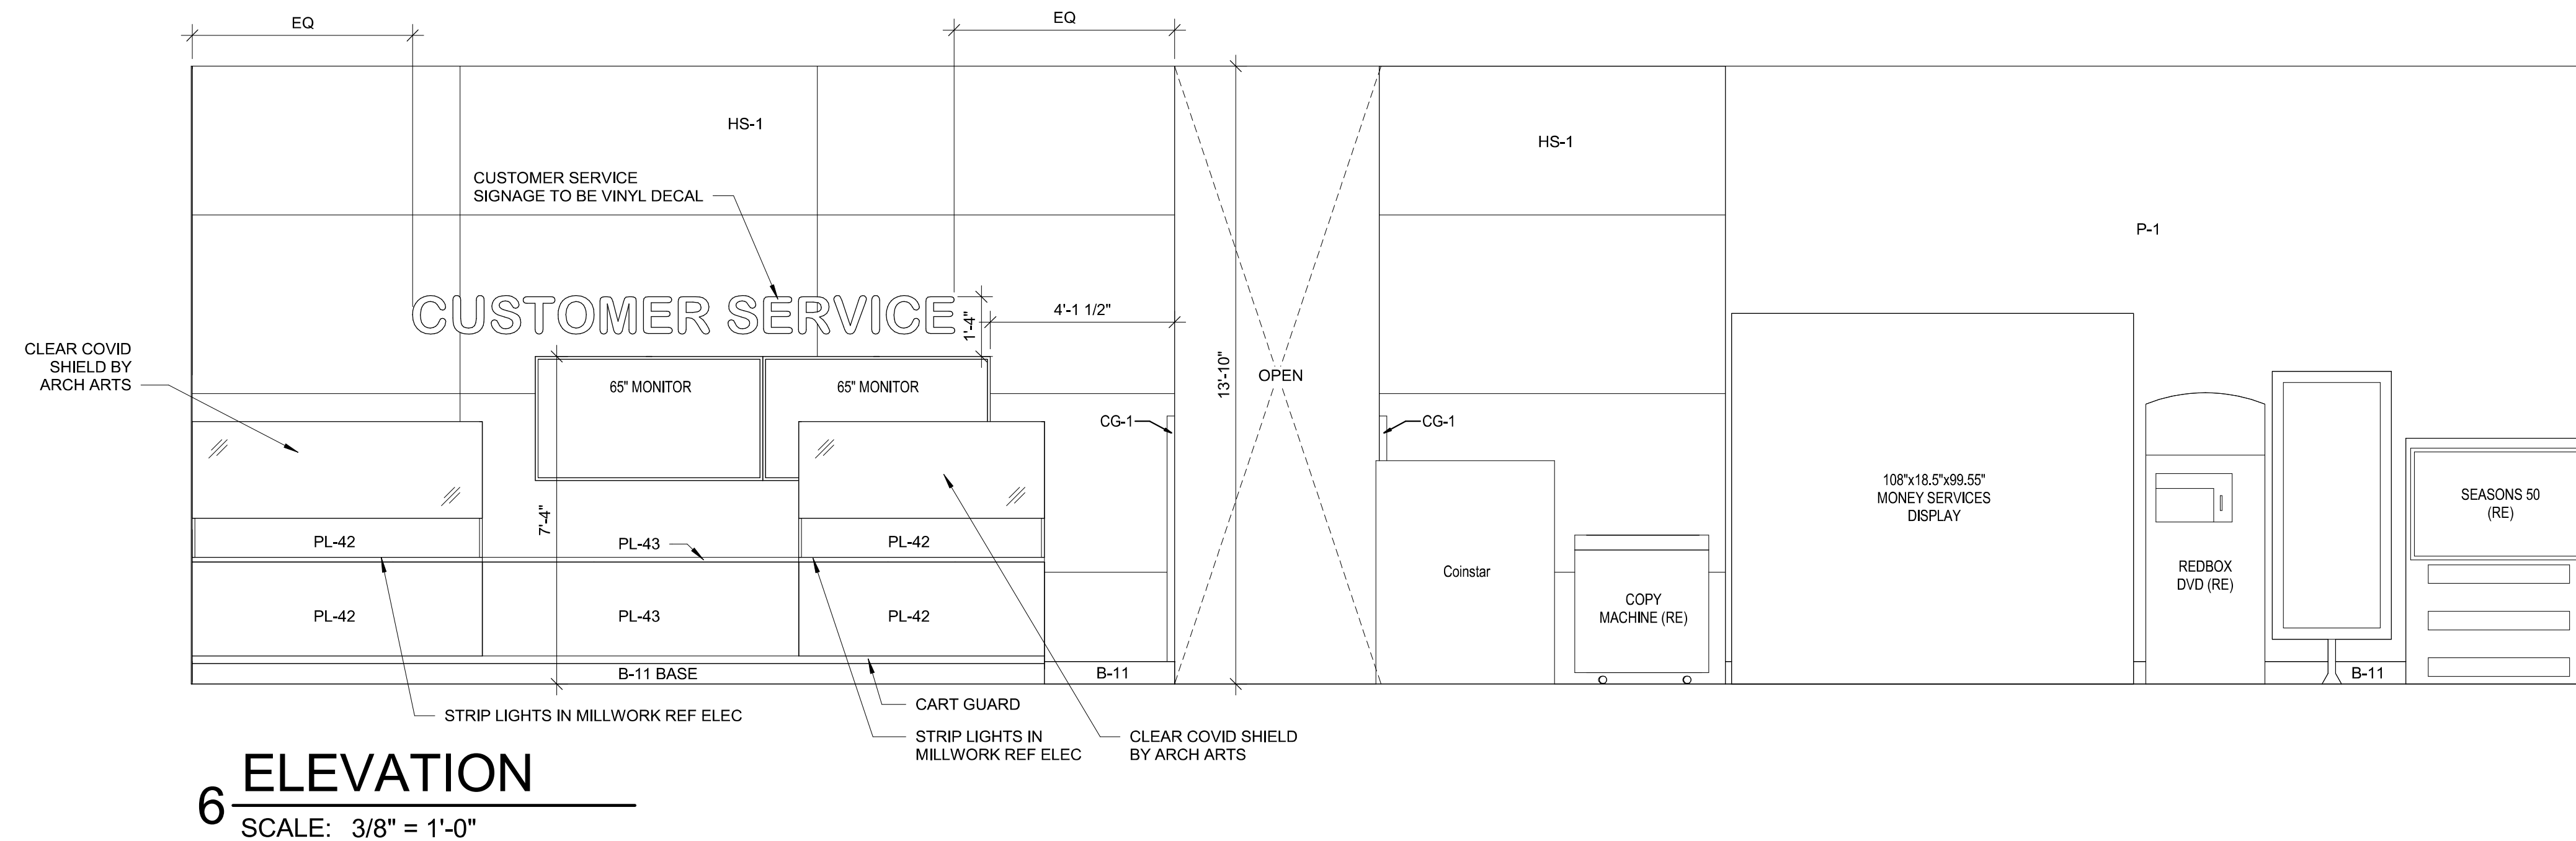 EQ
EQ
HS-1
HS-1
CUSTOMER SERVICE
SIGNAGE TO BE VINYL DECAL
P-1
CUSTOMER SERVICE
1'-4"
4'-1 1/2"
13'-10"
OPEN
CLEAR COVID
SHIELD BY
ARCH ARTS
65" MONITOR
65" MONITOR
CG-1
CG-1
7'-4"
108"x18.5"x99.55"
MONEY SERVICES
DISPLAY
SEASONS 50
(RE)
PL-42
PL-43
PL-42
Coinstar
REDBOX
DVD (RE)
COPY
MACHINE (RE)
PL-42
PL-43
PL-42
B-11 BASE
B-11
B-11
STRIP LIGHTS IN MILLWORK REF ELEC
CART GUARD
STRIP LIGHTS IN
MILLWORK REF ELEC
CLEAR COVID SHIELD
BY ARCH ARTS
6 ELEVATION
SCALE: 3/8" = 1'-0"